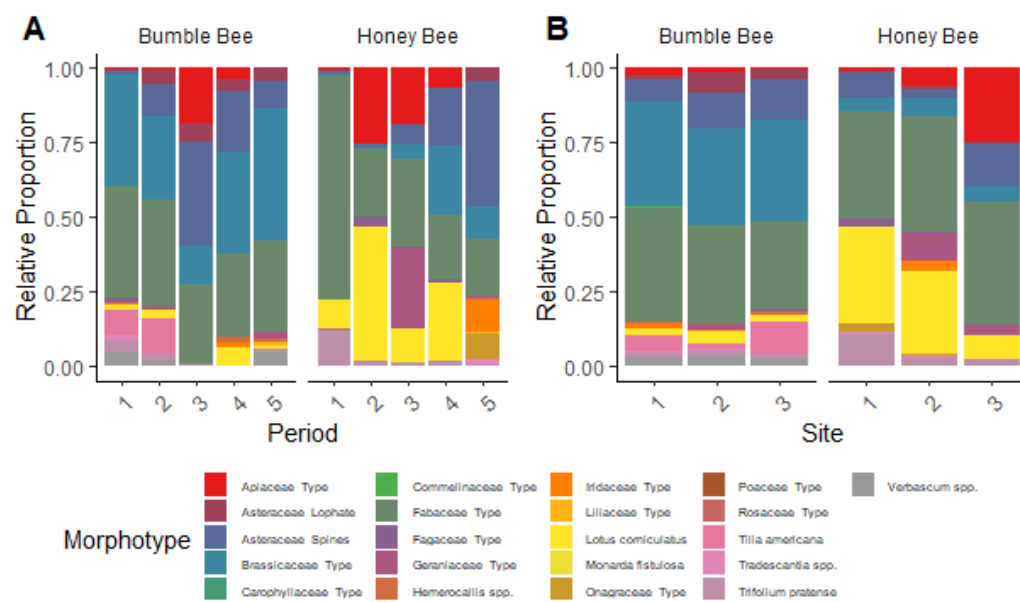 A
B
Bumble Bee Honey Bee
Bumble Bee Honey Bee
Relative Proportion
1.00
0.75
0.50
0.25
0.00
1 2 3 4 5 1 2 3 4 5
Period
Relative Proportion
1.00
0.75
0.50
0.25
0.00
1 2 3 1 2 3
Site
Morphotype
Apiaceae Type
Asteraceae Lophate
Asteraceae Spines
Brassicaceae Type
Carophyllaceae Type
Commelinaceae Type
Fabaceae Type
Fagaceae Type
Geraniaceae Type
Hemerocallis spp.
Iridaceae Type
Liliaceae Type
Lotus corniculatus
Monarda fistulosa
Onagraceae Type
Poaceae Type
Rosaceae Type
Tilia americana
Tradescantia spp.
Trifolium pratense
Verbascum spp.